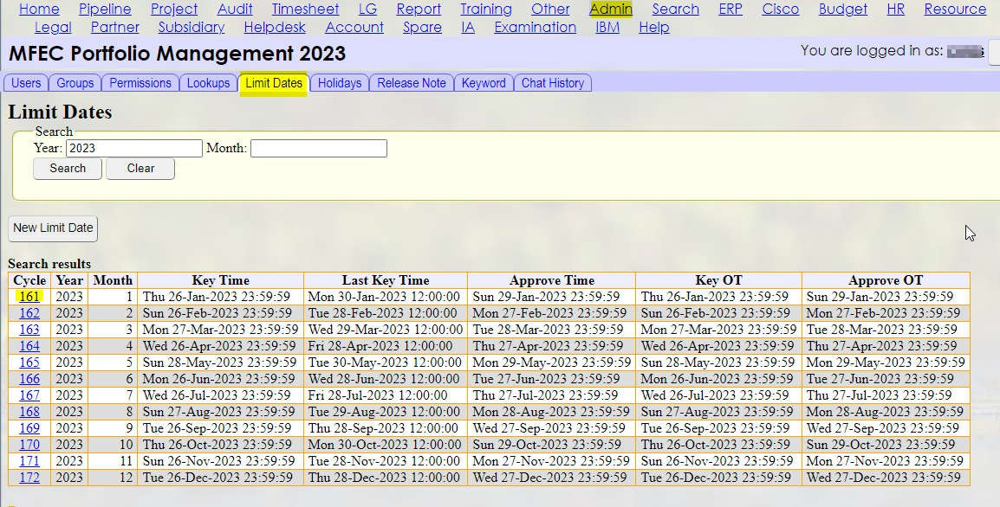 Home Pipeline Project Audit Timesheet LG Report Training Other Admin Search ERP Cisco Budget HR Resource
Legal Partner Subsidiary Helpdesk Account Spare IA Examination IBM Help
MFEC Portfolio Management 2023 You are logged in as:
Users Groups Permissions Lookups Limit Dates Holidays Release Note Keyword Chat History
Limit Dates
Search
Year: 2023 Month:
Search Clear
New Limit Date
Search results
Cycle Year Month Key Time Last Key Time Approve Time Key OT Approve OT
161 2023 1 Thu 26-Jan-2023 23:59:59 Mon 30-Jan-2023 12:00:00 Sun 29-Jan-2023 23:59:59 Thu 26-Jan-2023 23:59:59 Sun 29-Jan-2023 23:59:59
162 2023 2 Sun 26-Feb-2023 23:59:59 Tue 28-Feb-2023 12:00:00 Mon 27-Feb-2023 23:59:59 Sun 26-Feb-2023 23:59:59 Mon 27-Feb-2023 23:59:59
163 2023 3 Mon 27-Mar-2023 23:59:59 Wed 29-Mar-2023 12:00:00 Tue 28-Mar-2023 23:59:59 Mon 27-Mar-2023 23:59:59 Tue 28-Mar-2023 23:59:59
164 2023 4 Wed 26-Apr-2023 23:59:59 Fri 28-Apr-2023 12:00:00 Thu 27-Apr-2023 23:59:59 Wed 26-Apr-2023 23:59:59 Thu 27-Apr-2023 23:59:59
165 2023 5 Sun 28-May-2023 23:59:59 Tue 30-May-2023 12:00:00 Mon 29-May-2023 23:59:59 Sun 28-May-2023 23:59:59 Mon 29-May-2023 23:59:59
166 2023 6 Mon 26-Jun-2023 23:59:59 Wed 28-Jun-2023 12:00:00 Tue 27-Jun-2023 23:59:59 Mon 26-Jun-2023 23:59:59 Tue 27-Jun-2023 23:59:59
167 2023 7 Wed 26-Jul-2023 23:59:59 Fri 28-Jul-2023 12:00:00 Thu 27-Jul-2023 23:59:59 Wed 26-Jul-2023 23:59:59 Thu 27-Jul-2023 23:59:59
168 2023 8 Sun 27-Aug-2023 23:59:59 Tue 29-Aug-2023 12:00:00 Mon 28-Aug-2023 23:59:59 Sun 27-Aug-2023 23:59:59 Mon 28-Aug-2023 23:59:59
169 2023 9 Tue 26-Sep-2023 23:59:59 Thu 28-Sep-2023 12:00:00 Wed 27-Sep-2023 23:59:59 Tue 26-Sep-2023 23:59:59 Wed 27-Sep-2023 23:59:59
170 2023 10 Thu 26-Oct-2023 23:59:59 Mon 30-Oct-2023 12:00:00 Sun 29-Oct-2023 23:59:59 Thu 26-Oct-2023 23:59:59 Sun 29-Oct-2023 23:59:59
171 2023 11 Sun 26-Nov-2023 23:59:59 Tue 28-Nov-2023 12:00:00 Mon 27-Nov-2023 23:59:59 Sun 26-Nov-2023 23:59:59 Mon 27-Nov-2023 23:59:59
172 2023 12 Tue 26-Dec-2023 23:59:59 Thu 28-Dec-2023 12:00:00 Wed 27-Dec-2023 23:59:59 Tue 26-Dec-2023 23:59:59 Wed 27-Dec-2023 23:59:59